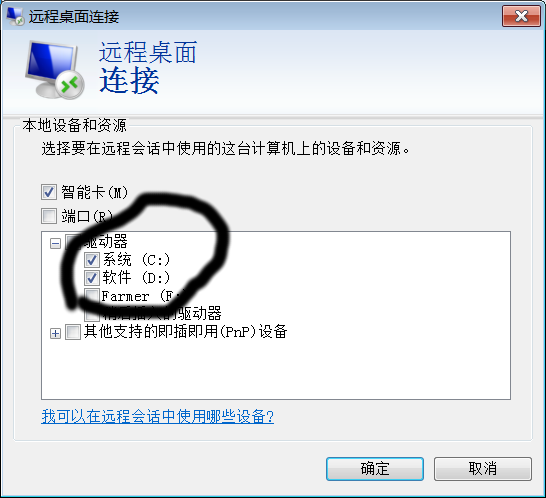 远程桌面连接
远程桌面
连接
本地设备和资源
选择要在远程会话中使用的这台计算机上的设备和资源。
智能卡(M)
端口(R)
驱动器
系统 (C:)
软件 (D:)
Farmer (E:
插入的驱动器
其他支持的即插即用(PnP)设备
我可以在远程会话中使用哪些设备?
确定
取消